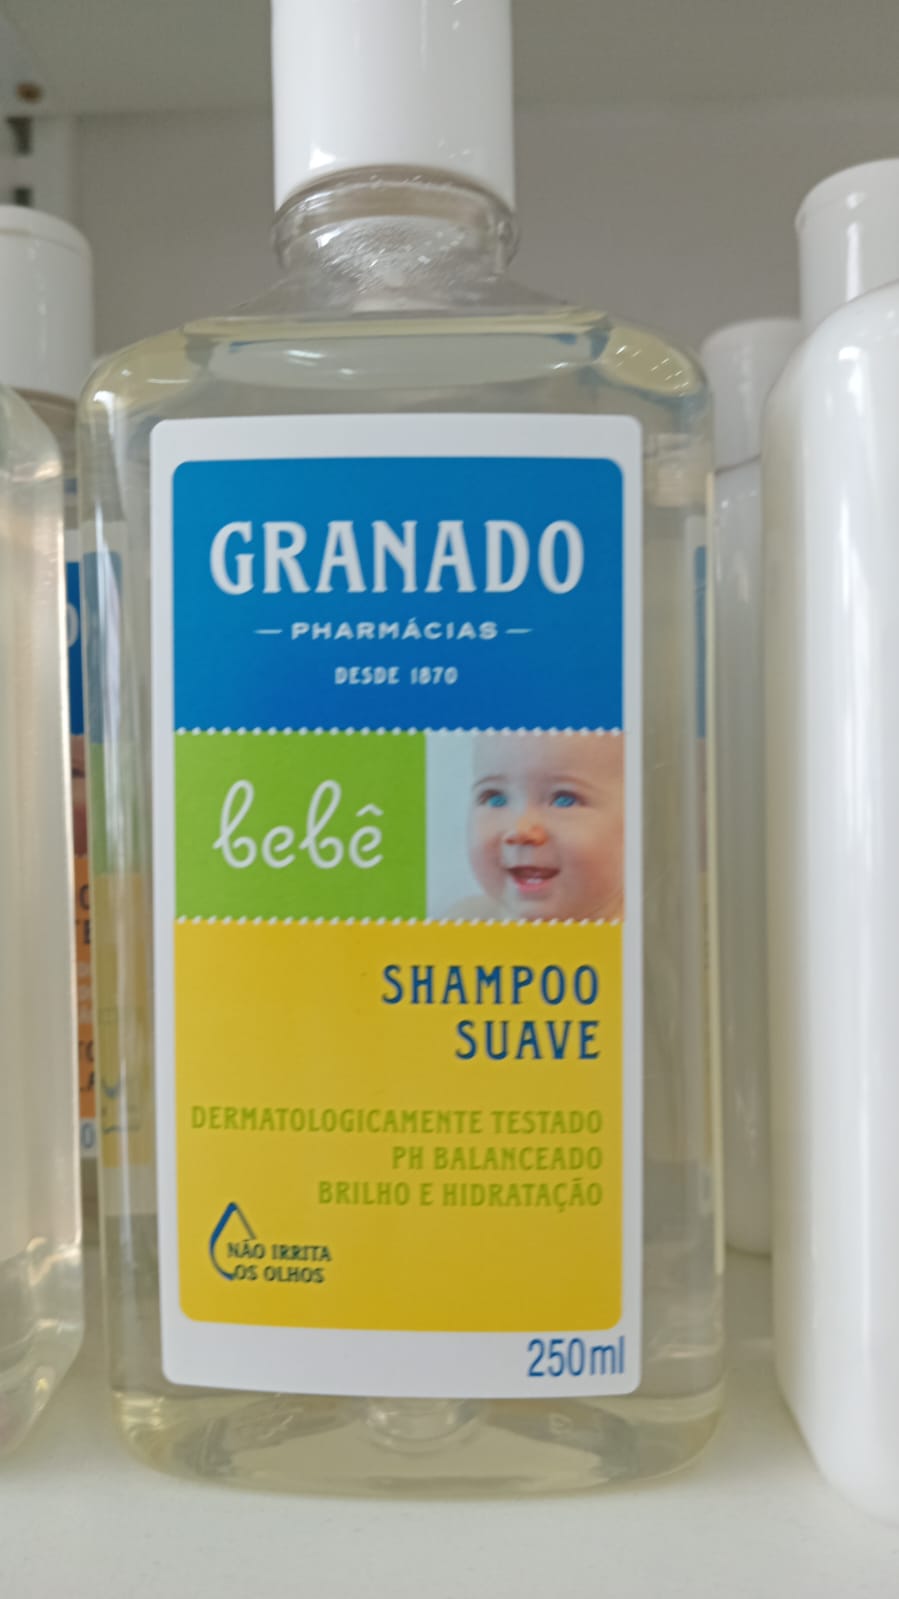 GRANADO
PHARMÁCIAS
DESDE 1870
bebê
SHAMPOO
SUAVE
DERMATOLOGICAMENTE TESTADO
PH BALANCEADO
BRILHO E HIDRATAÇÃO
NÃO IRRITA
OS OLHOS
250ml